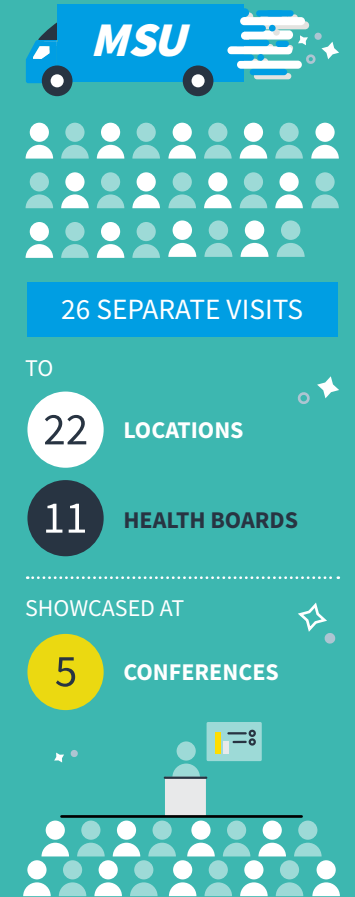 MSU
26 SEPARATE VISITS
TO
22 LOCATIONS
11 HEALTH BOARDS
SHOWCASED AT
5 CONFERENCES